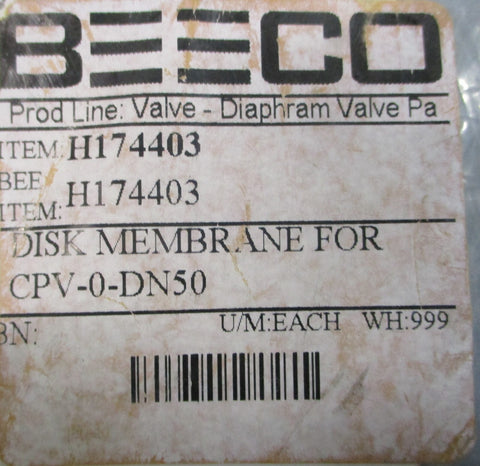 BEECO
Prod Line: Valve - Diaphram Valve Pa
ITEM: H174403
BEE
ITEM: H174403
DISK MEMBRANE FOR
CPV-0-DN50
BN:
U/M:EACH WH:999